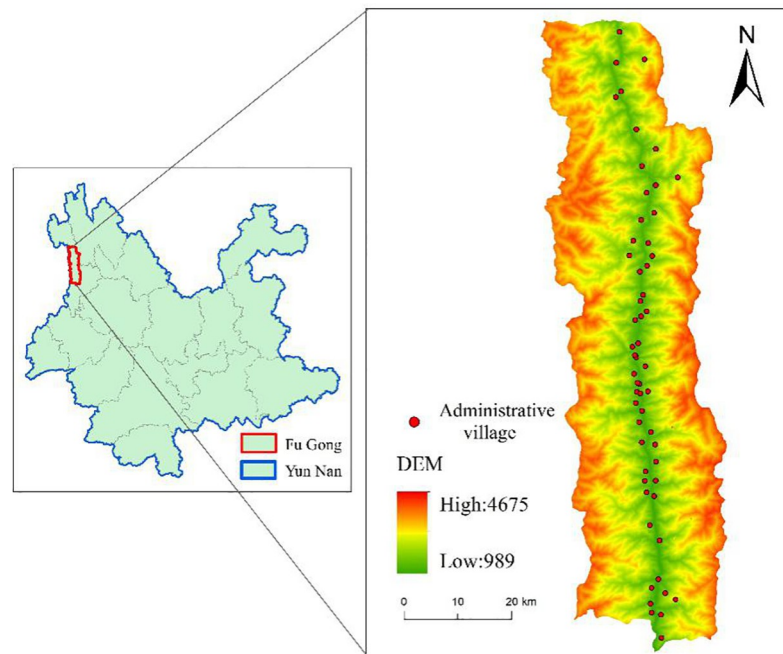 N
Fu Gong
Yun Nan
Administrative
village
DEM
High:4675
Low:989
0 10 20 km